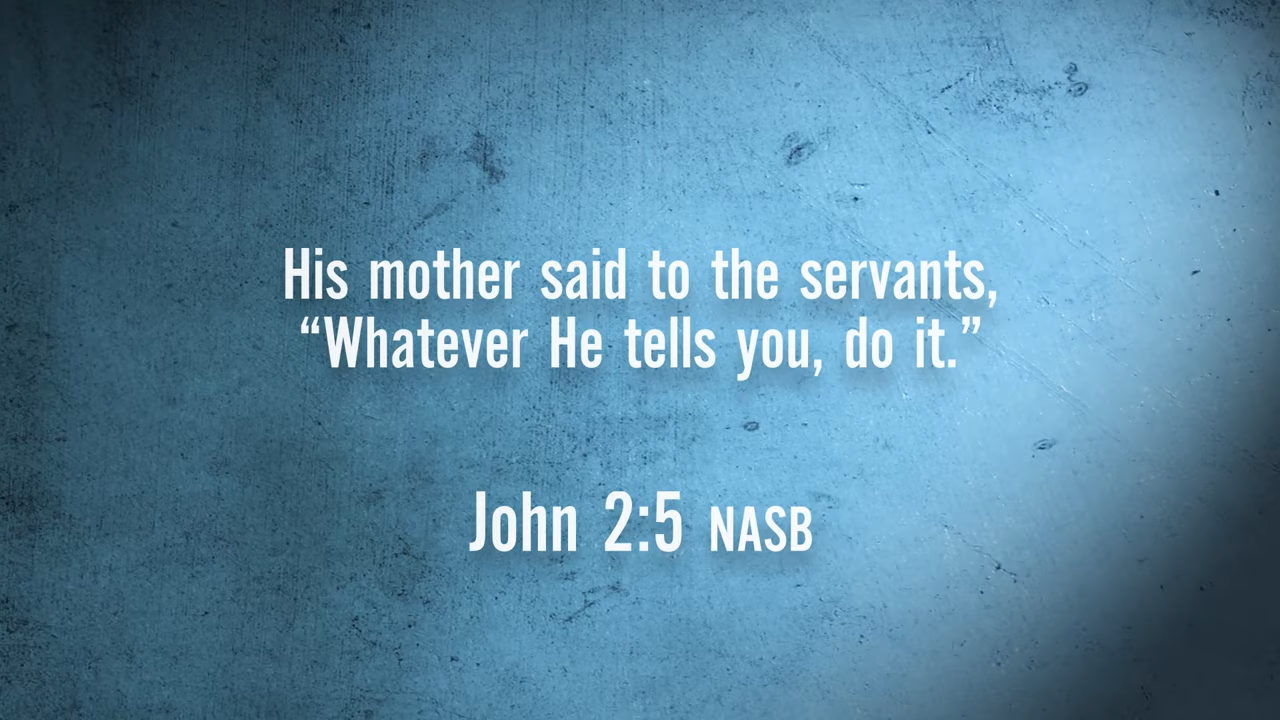 His mother said to the servants,
“Whatever He tells you, do it.”
John 2:5 NASB